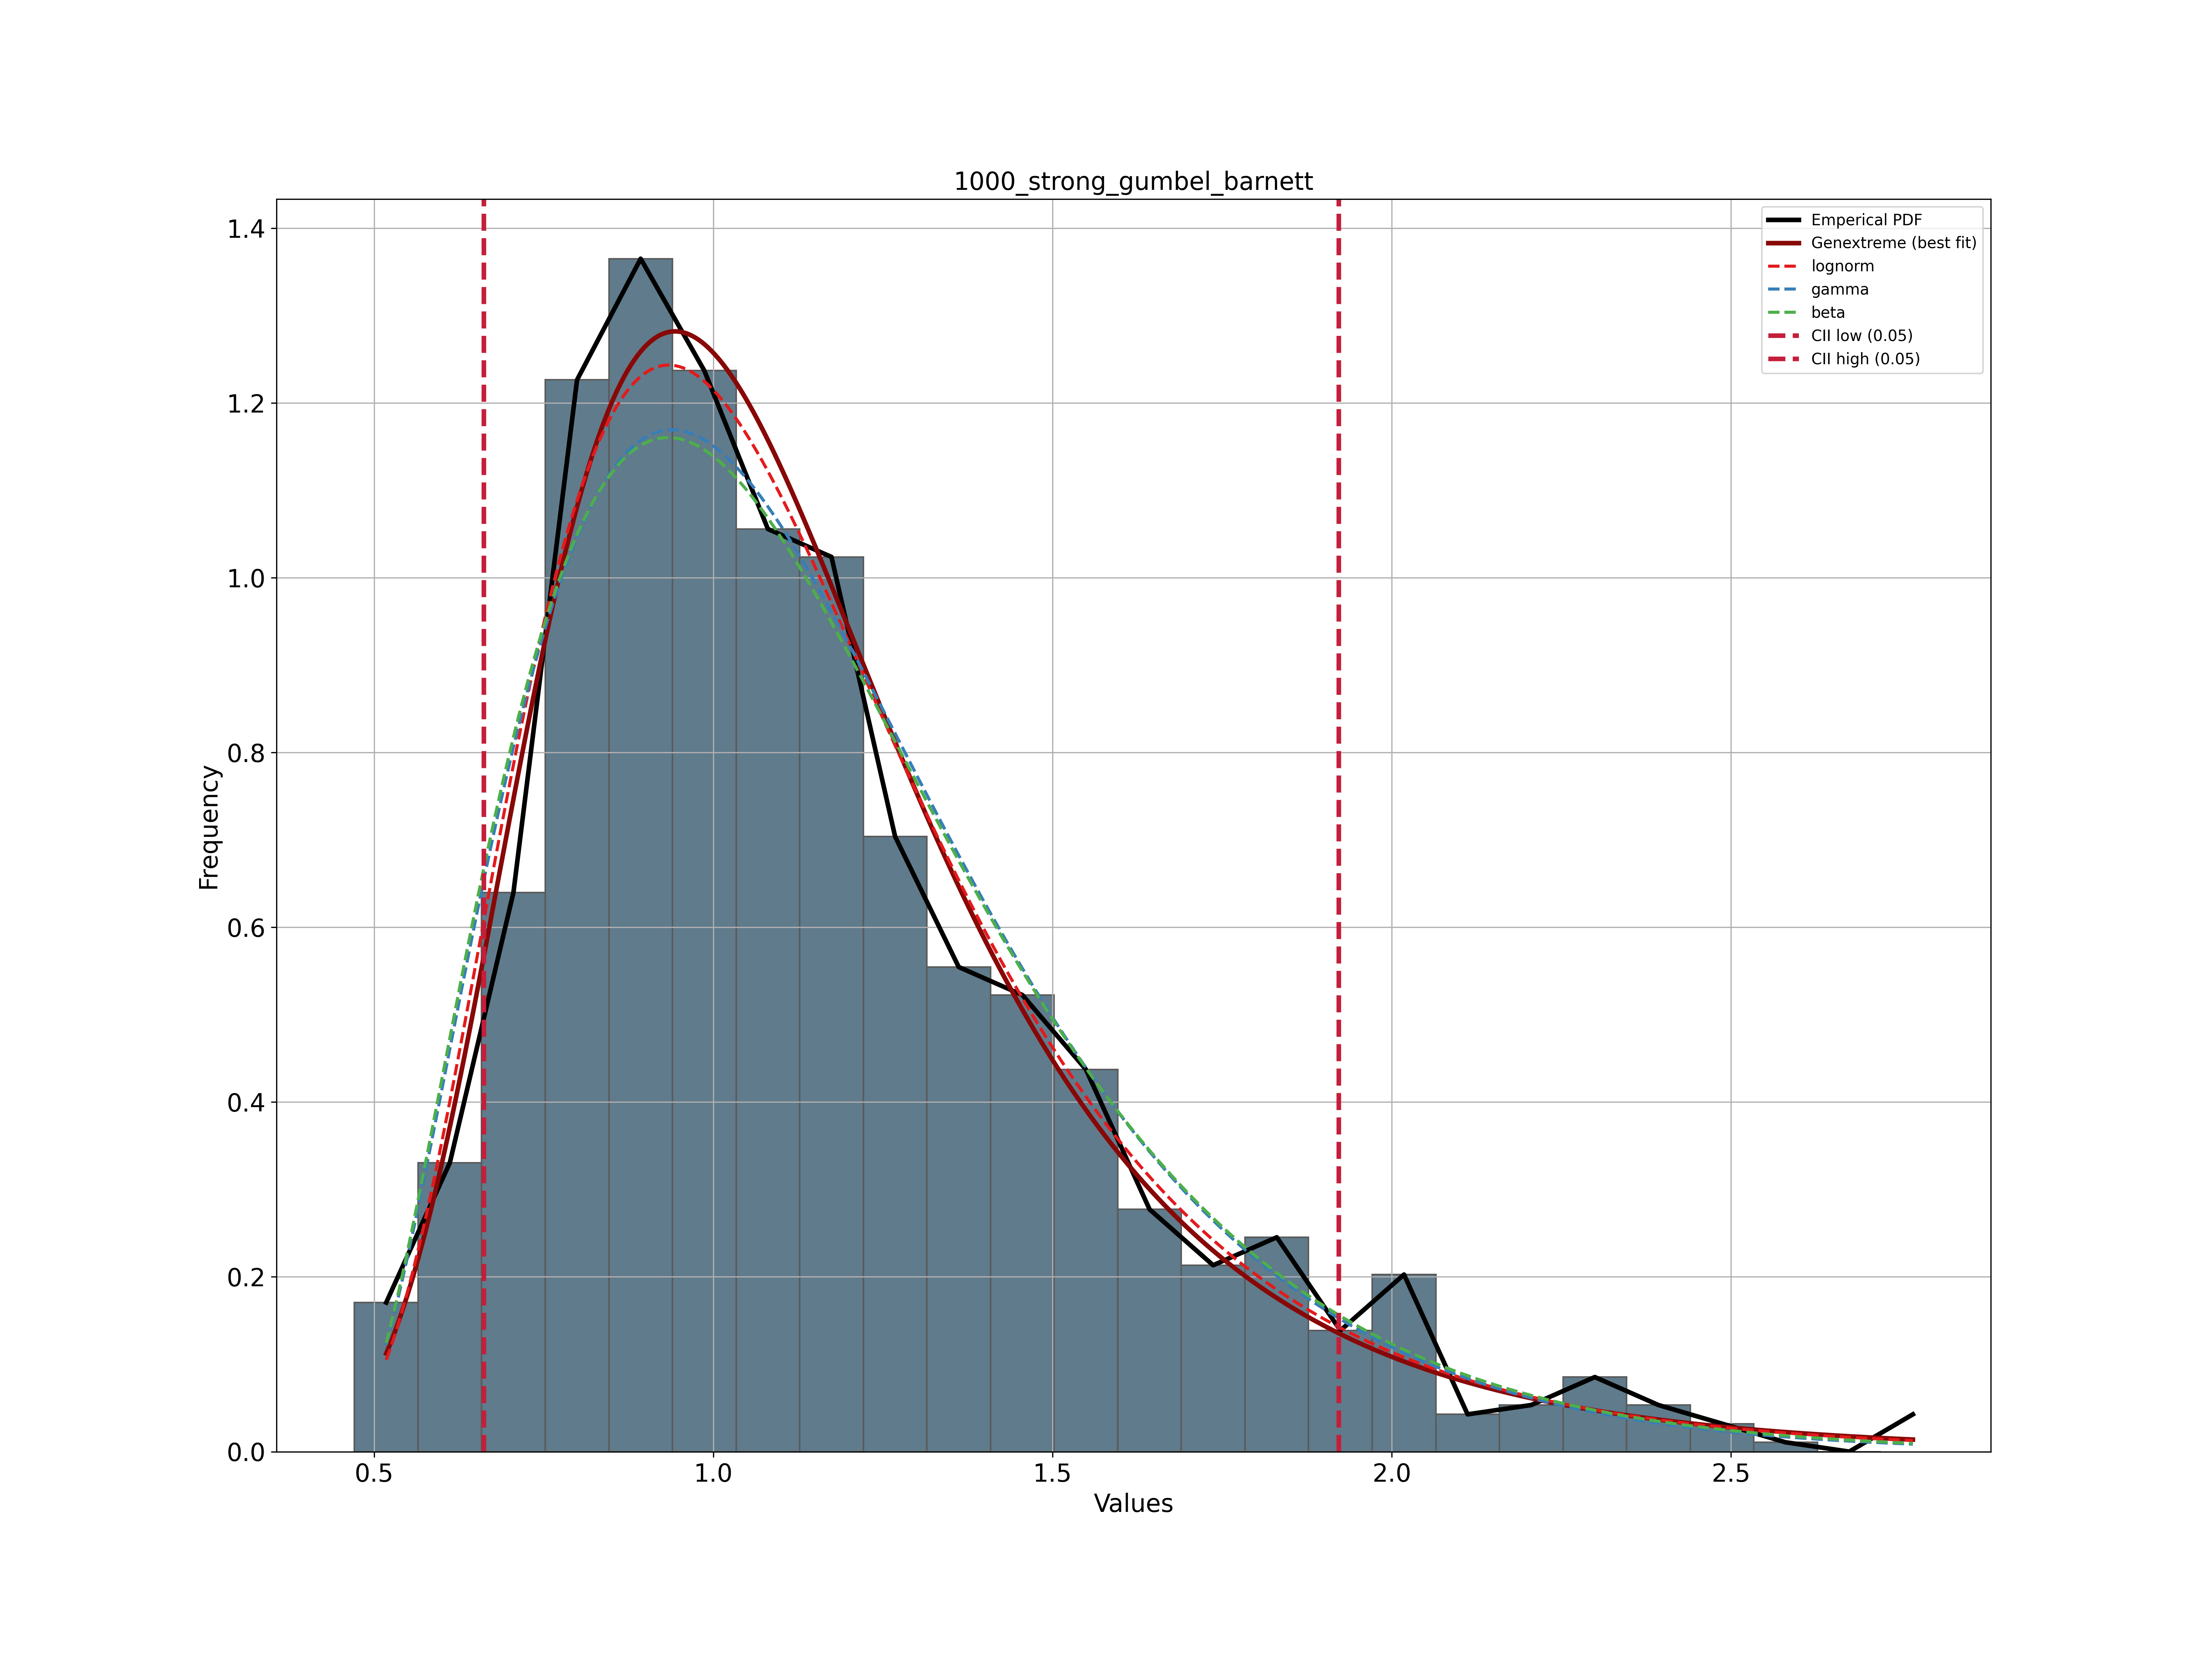 1000_strong_gumbel_barnett
Emperical PDF
Genextreme (best fit)
lognorm
gamma
beta
CII low (0.05)
CII high (0.05)
Frequency
1.4
1.2
1.0
0.8
0.6
0.4
0.2
0.0
0.5
1.0
1.5
2.0
2.5
Values